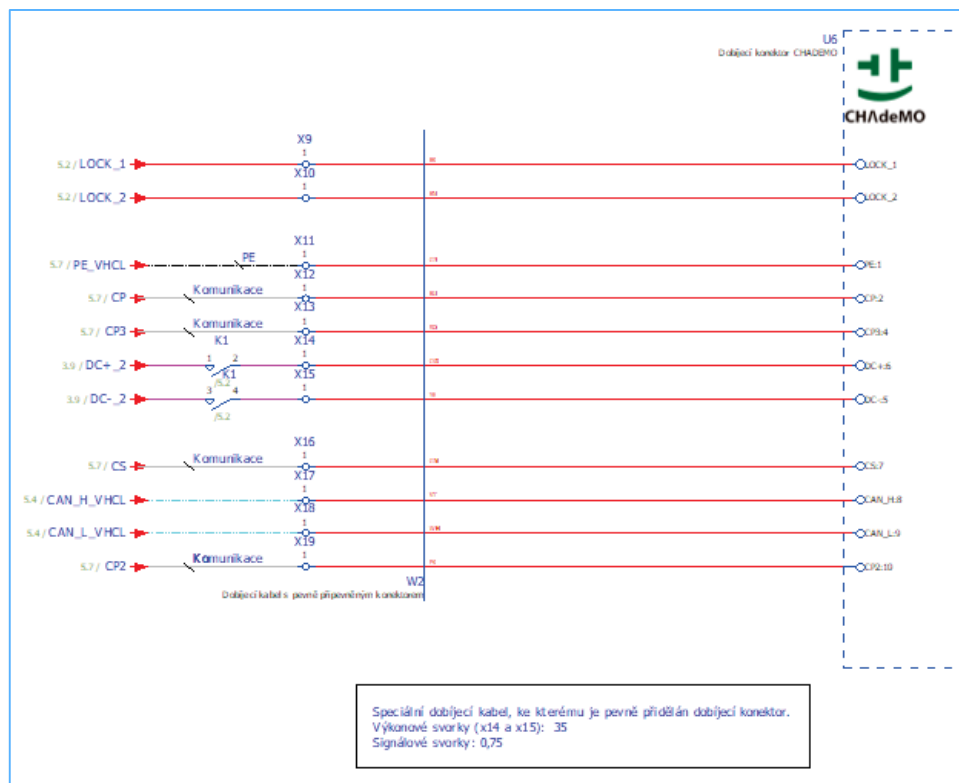 U6
Dobíjecí konektor CHADEMO
CHAdeMO
X9
1
5.2 / LOCK_1
LOCK_1
X10
1
5.2 / LOCK_2
LOCK_2
X11
PE
1
5.7 / PE_VHCL
PE:1
X12
Komunikace
1
5.7 / CP
CP:2
X13
Komunikace
1
5.7 / CP3
CP3:4
K1
X14
1 2
1
3.9 / DC+_2
DC+:6
K1
X15
/5.2
3 4
1
3.9 / DC-_2
DC-:5
/5.2
X16
Komunikace
1
5.7 / CS
CS:7
X17
1
5.4 / CAN_H_VHCL
CAN_H:8
X18
1
5.4 / CAN_L_VHCL
CAN_L:9
X19
Komunikace
1
5.7 / CP2
CP2:10
W2
Dobíjecí kabel s pevně připevněným konektorem
Speciální dobíjecí kabel, ke kterému je pevně přidělán dobíjecí konektor.
Výkonové svorky (x14 a x15): 35
Signálové svorky: 0,75